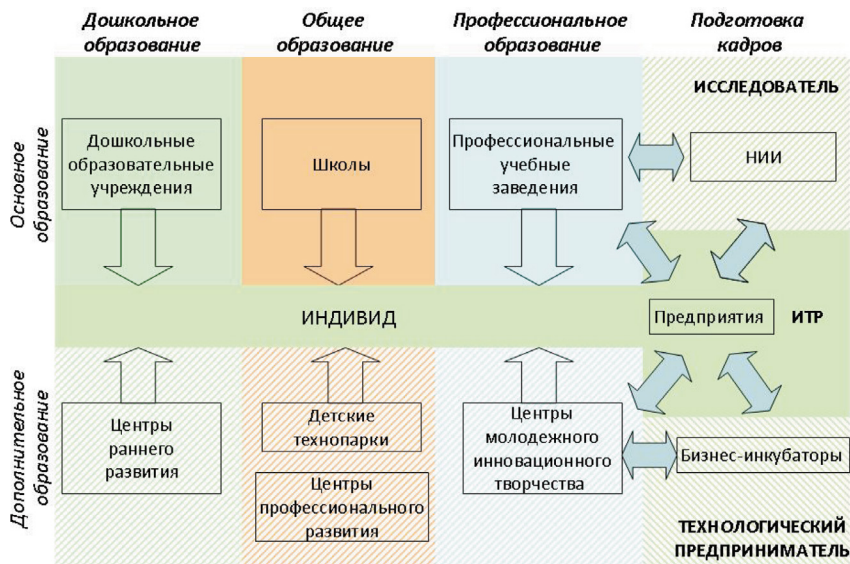 Дошкольное
образование
Общее
образование
Профессиональное
образование
Подготовка
кадров
Основное
образование
Дошкольные
образовательные
учреждения
Школы
Профессиональные
учебные
заведения
ИССЛЕДОВАТЕЛЬ
НИИ
ИНДИВИД
Предприятия
ИТР
Дополнительное
образование
Центры
раннего
развития
Детские
технопарки
Центры
профессионального
развития
Центры
молодежного
инновационного
творчества
Бизнес-инкубаторы
ТЕХНОЛОГИЧЕСКИЙ
ПРЕДПРИНИМАТЕЛЬ